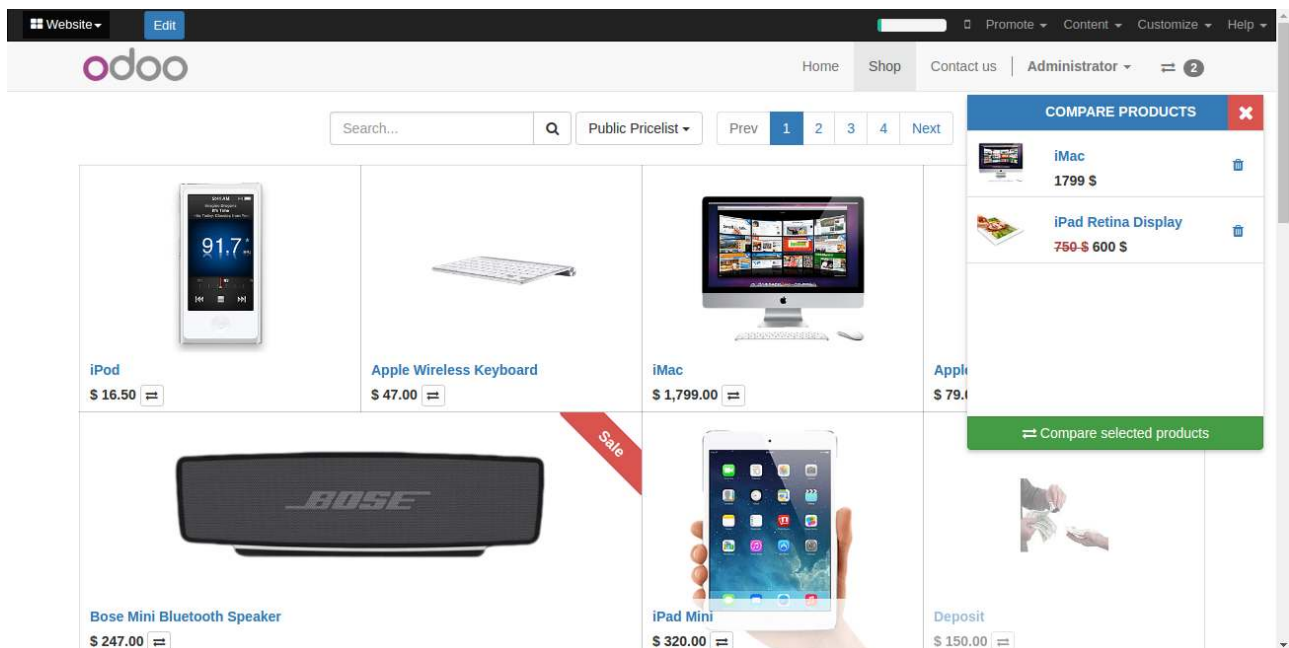 Website
Edit
Promote
Content
Customize
Help
odoo
Home
Shop
Contact us
Administrator
2
Search...
Public Pricelist
Prev
1
2
3
4
Next
COMPARE PRODUCTS
iMac
1799 $
iPad Retina Display
750 $ 600 $
Compare selected products
91.7
iPod
$ 16.50
Apple Wireless Keyboard
$ 47.00
iMac
$ 1,799.00
Appl
$ 79.
Sale
BOSE
Bose Mini Bluetooth Speaker
$ 247.00
iPad Mini
$ 320.00
Deposit
$ 150.00